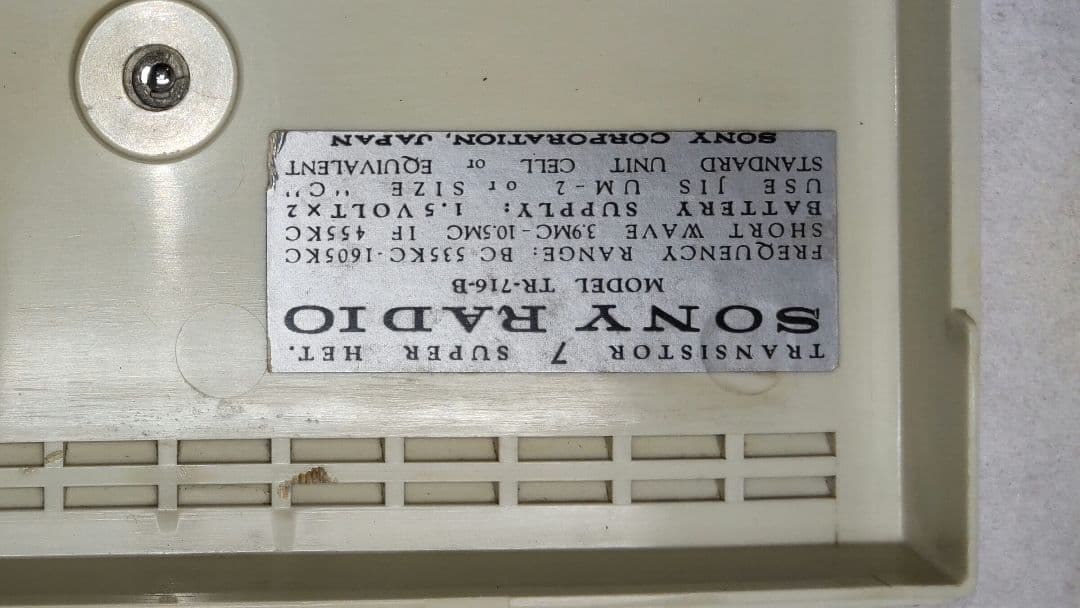 TRANSISTOR 7 SUPER HET.
SONY RADIO
MODEL TR-716-B
FREQUENCY RANGE: BC 535KC-1605KC
SHORT WAVE 3.9MC-10.5MC IF 455KC
BATTERY SUPPLY: 1.5VOLT×2
USE JIS UM-2 or SIZE "C"
STANDARD UNIT CELL or EQUIVALENT
SONY CORPORATION, JAPAN